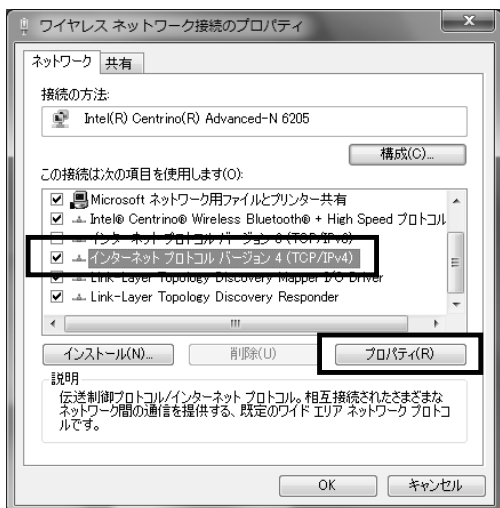 ワイヤレス ネットワーク接続のプロパティ
ネットワーク 共有
接続の方法:
Intel(R) Centrino(R) Advanced-N 6205
構成(C)...
この接続は次の項目を使用します(O):
Microsoft ネットワーク用ファイルとプリンター共有
Intel® Centrino® Wireless Bluetooth® + High Speed プロトコル
インターネット プロトコル バージョン 6 (TCP/IPv6)
インターネット プロトコル バージョン 4 (TCP/IPv4)
Link-Layer Topology Discovery Mapper I/O Driver
Link-Layer Topology Discovery Responder
インストール(N)... 削除(U) プロパティ(R)
説明
伝送制御プロトコル/インターネット プロトコル。相互接続されたさまざまな
ネットワーク間の通信を提供する、既定のワイド エリア ネットワーク プロトコ
ルです。
OK キャンセル